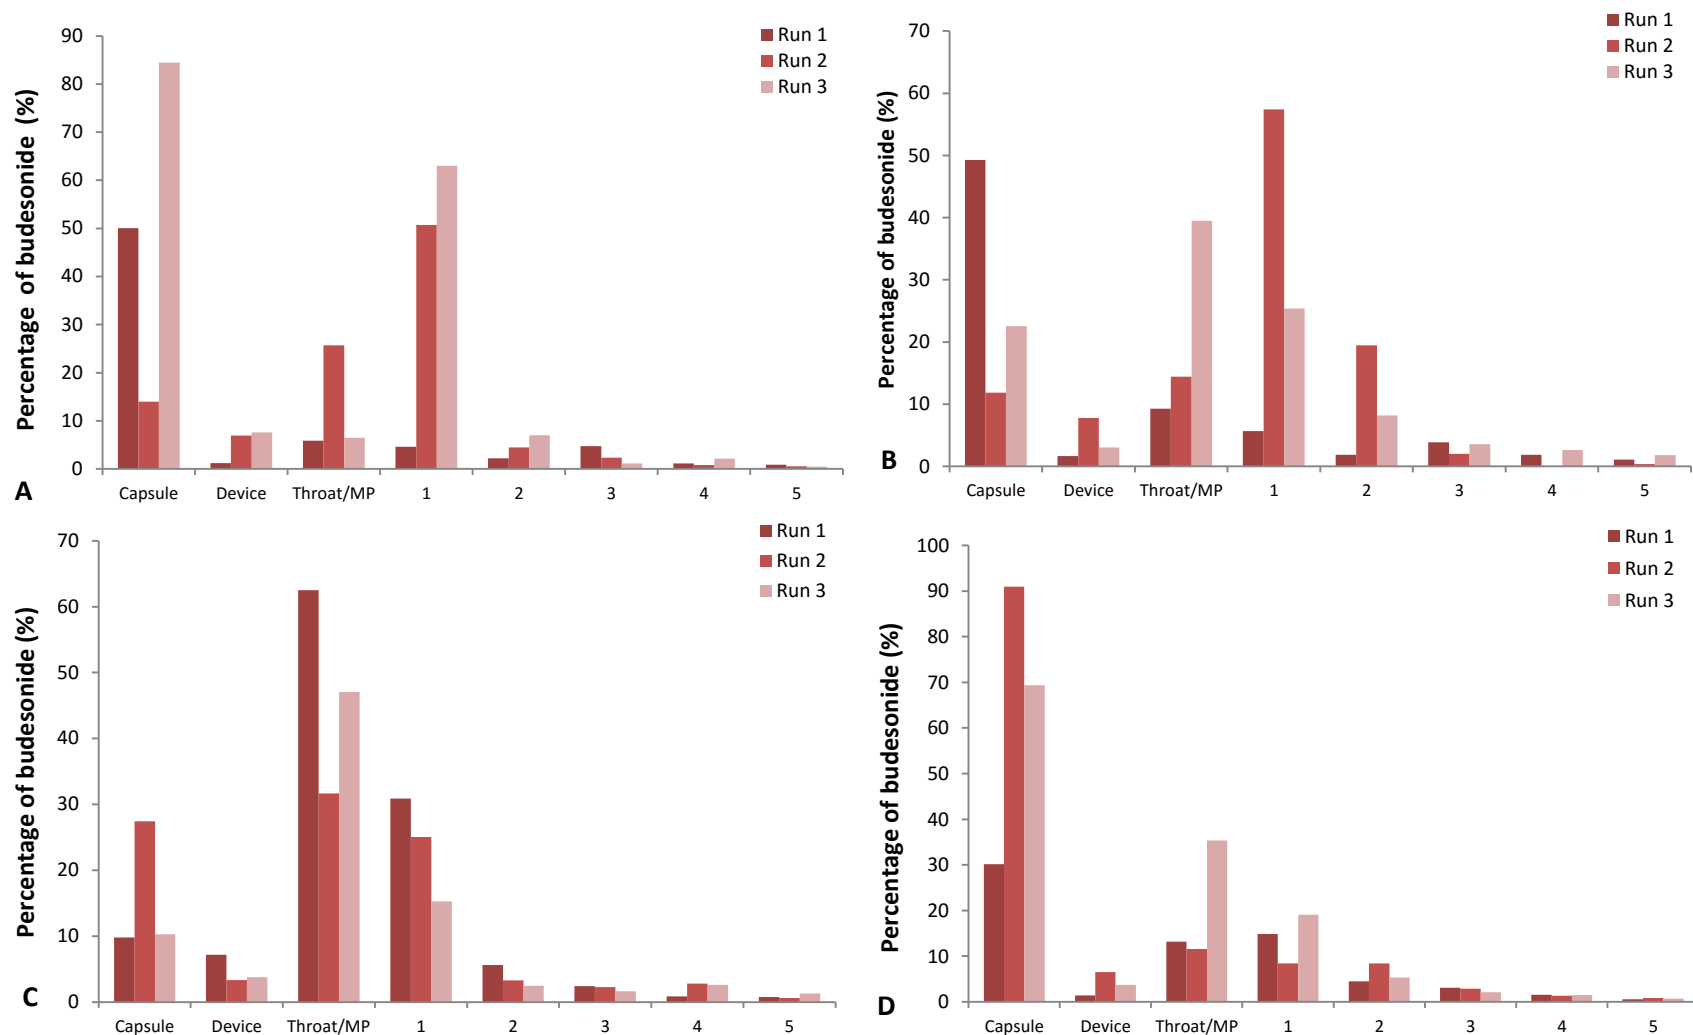 Percentage of budesonide (%)
90
80
70
60
50
40
30
20
10
0
Capsule Device Throat/MP 1 2 3 4 5
Run 1
Run 2
Run 3
A
Percentage of budesonide (%)
70
60
50
40
30
20
10
0
Capsule Device Throat/MP 1 2 3 4 5
Run 1
Run 2
Run 3
B
Percentage of budesonide (%)
70
60
50
40
30
20
10
0
Capsule Device Throat/MP 1 2 3 4 5
Run 1
Run 2
Run 3
C
Percentage of budesonide (%)
100
90
80
70
60
50
40
30
20
10
0
Capsule Device Throat/MP 1 2 3 4 5
Run 1
Run 2
Run 3
D